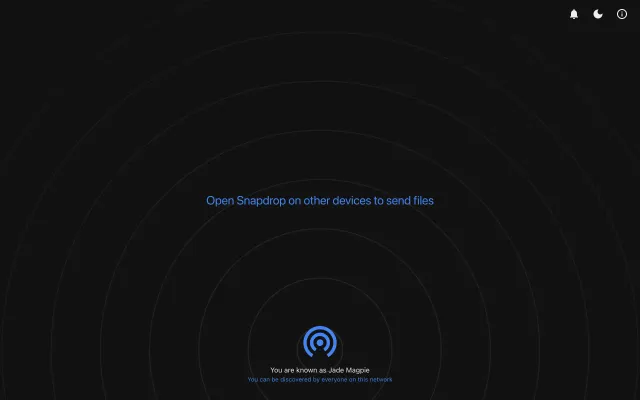 Open Snapdrop on other devices to send files
You are known as Jade Magpie
You can be discovered by everyone on this network